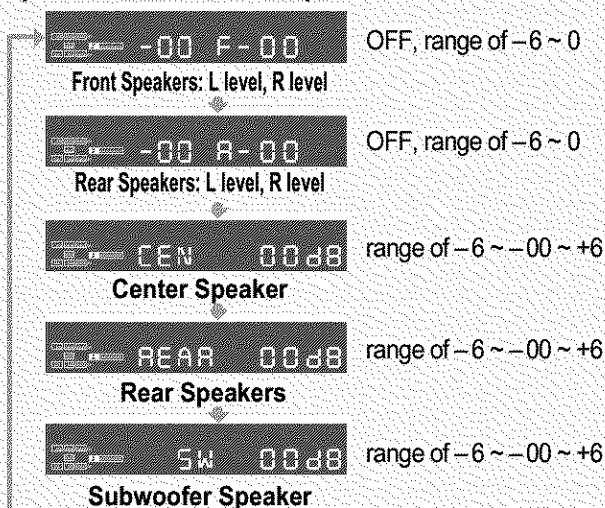 -00 F-00 OFF, range of –6 ~ 0
Front Speakers: L level, R level
-00 R-00 OFF, range of –6 ~ 0
Rear Speakers: L level, R level
CEN 00dB range of –6 ~ –00 ~ +6
Center Speaker
REAR 00dB range of –6 ~ –00 ~ +6
Rear Speakers
SW 00dB range of –6 ~ –00 ~ +6
Subwoofer Speaker